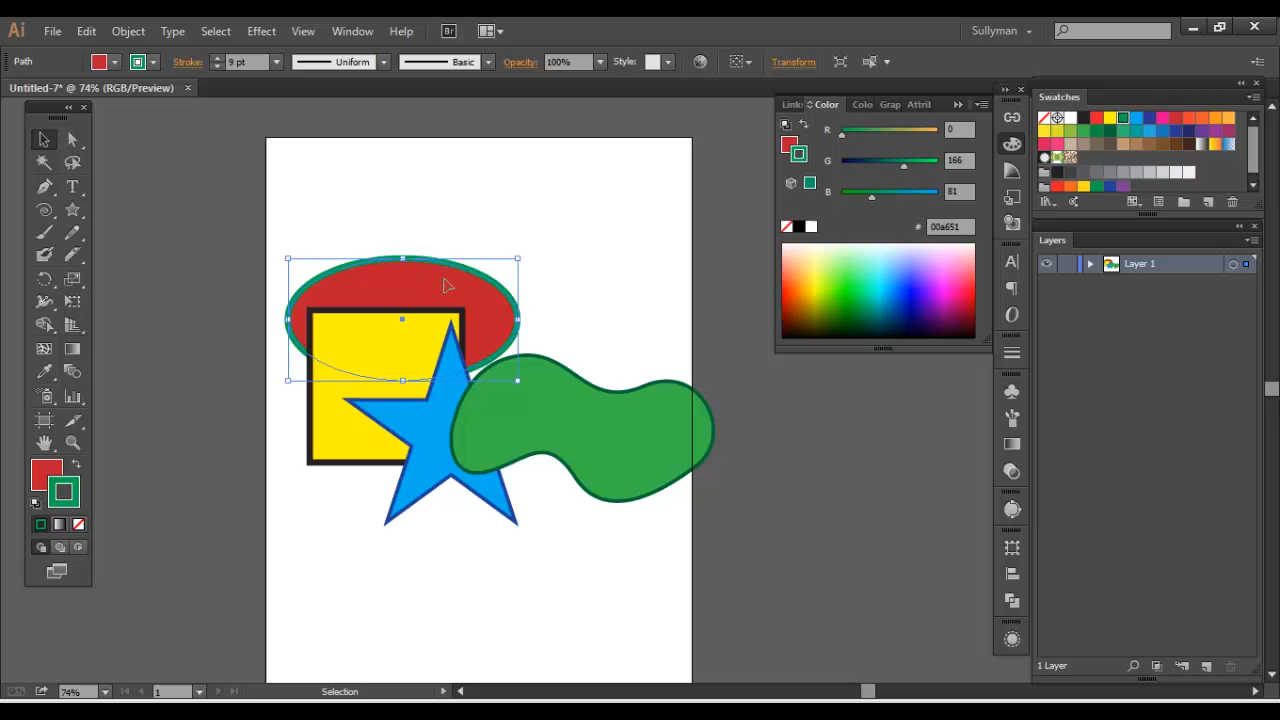 Ai File Edit Object Type Select Effect View Window Help Br Sullyman
Path Stroke: 9 pt Uniform Basic Opacity: 100% Style: Transform
Untitled-7* @ 74% (RGB/Preview) ×
Link: Color Colo Grap Attril
R 0
G 166
B 81
# 00a651
Swatches
Layers
Layer 1
1 Layer
74% 1 Selection